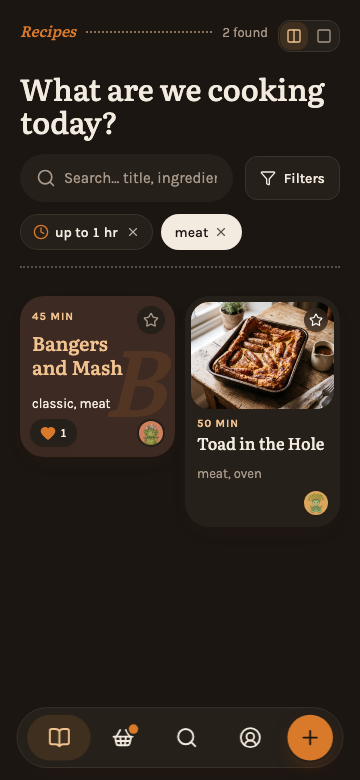 Recipes
2 found
What are we cooking
today?
Search... title, ingredien
Filters
up to 1 hr
meat
45 MIN
Bangers
and Mash
B
classic, meat
1
50 MIN
Toad in the Hole
meat, oven